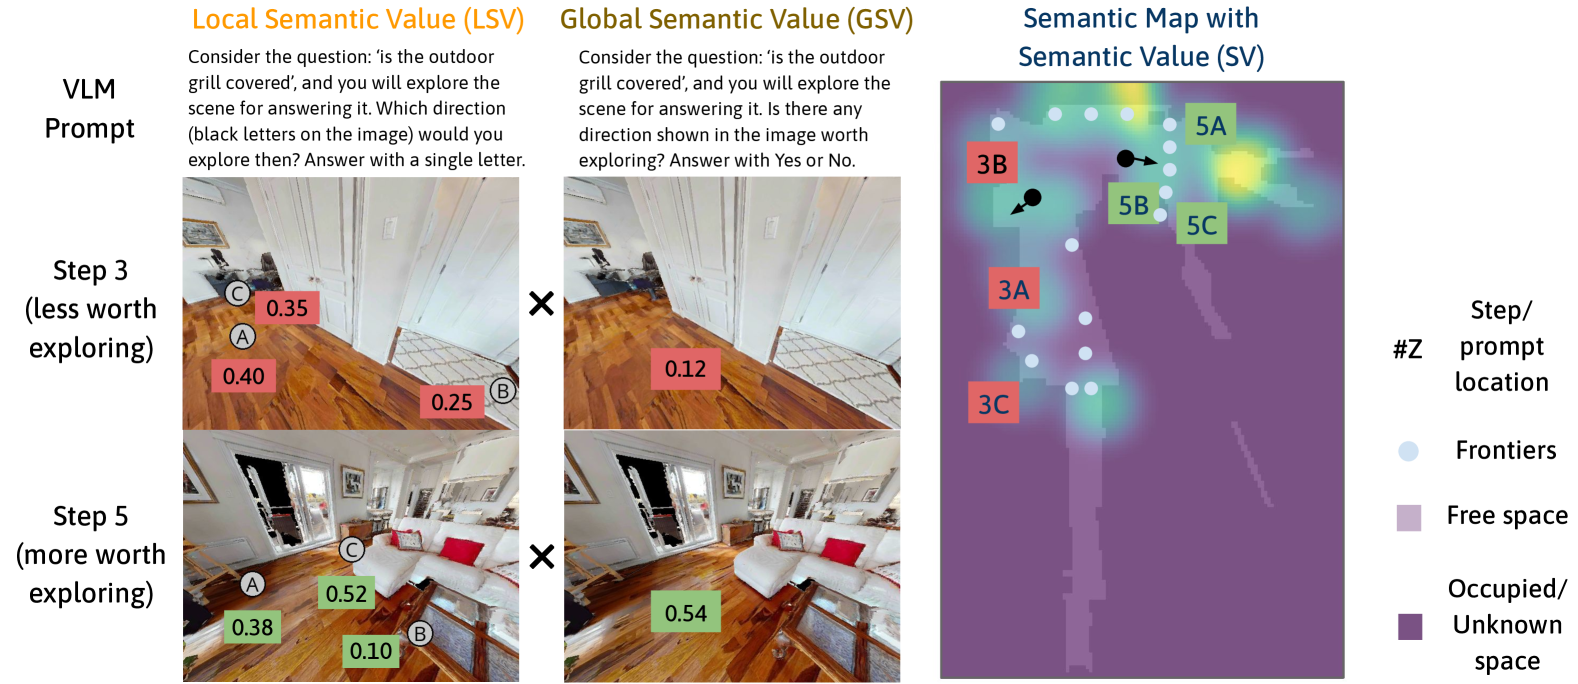 Local Semantic Value (LSV)
Global Semantic Value (GSV)
Semantic Map with
Semantic Value (SV)
VLM
Prompt
Consider the question: ‘is the outdoor
grill covered’, and you will explore the
scene for answering it. Which direction
(black letters on the image) would you
explore then? Answer with a single letter.
Consider the question: ‘is the outdoor
grill covered’, and you will explore the
scene for answering it. Is there any
direction shown in the image worth
exploring? Answer with Yes or No.
Step 3
(less worth
exploring)
C
0.35
A
0.40
B
0.25
×
0.12
Step 5
(more worth
exploring)
C
A
0.52
0.38
B
0.10
×
0.54
5A
3B
5B
5C
3A
3C
#Z
Step/
prompt
location
Frontiers
Free space
Occupied/
Unknown
space